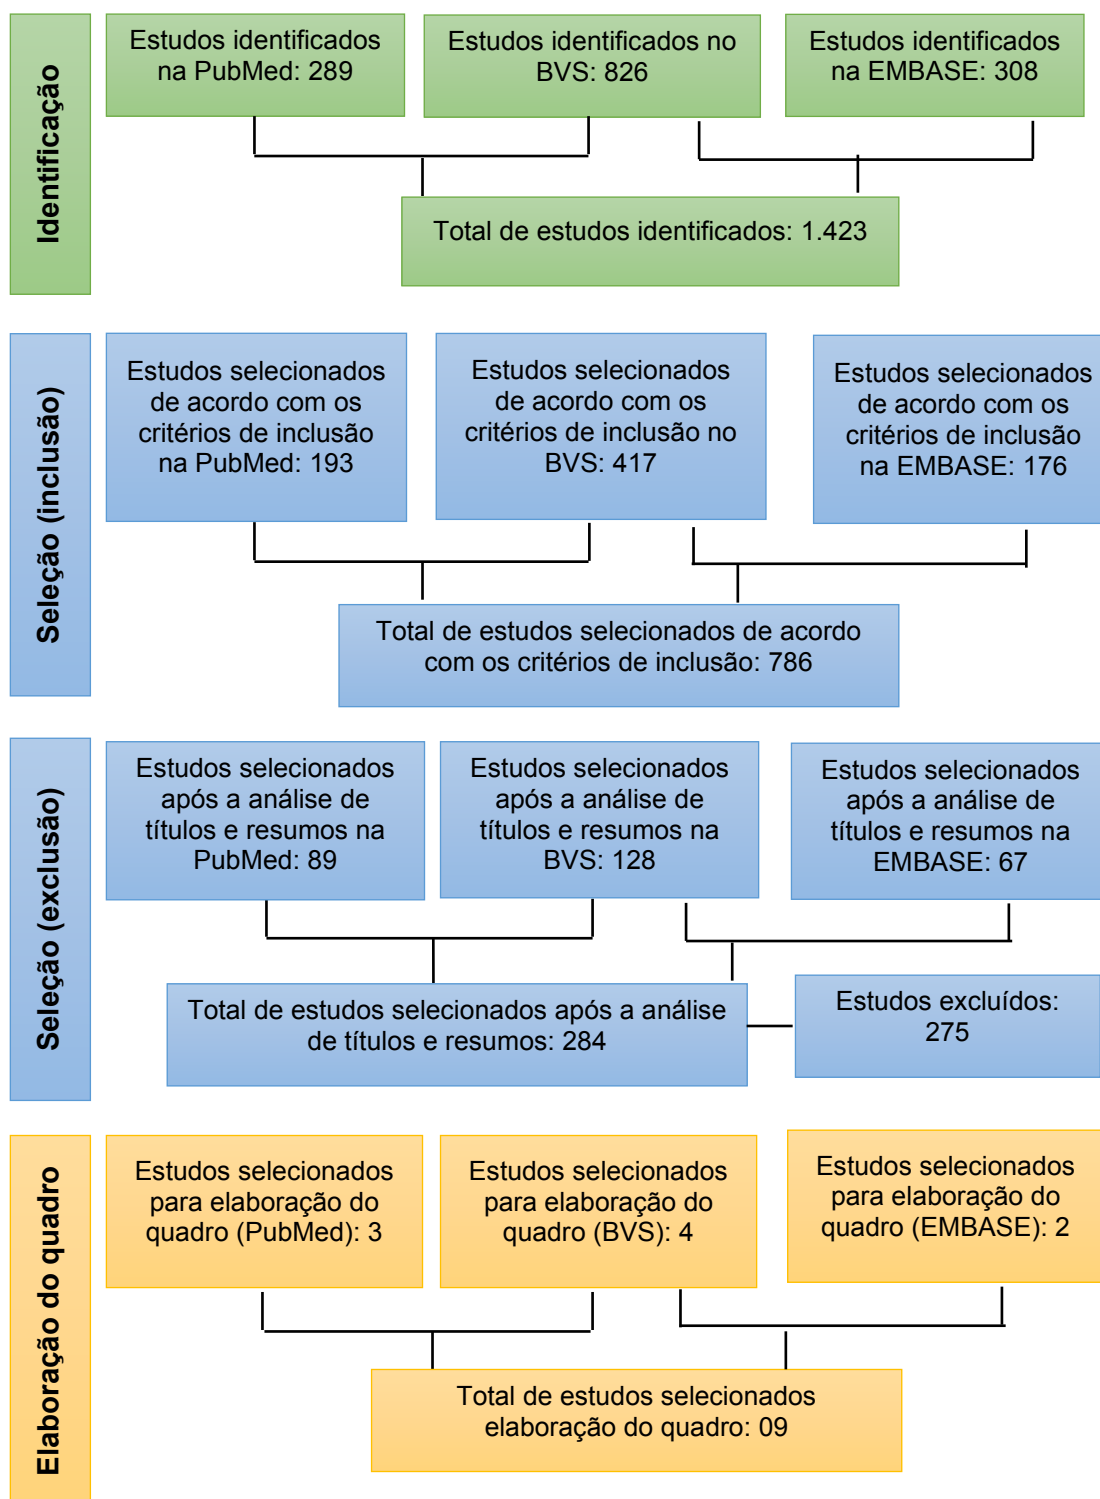 Identificação
Estudos identificados
na PubMed: 289
Estudos identificados no
BVS: 826
Estudos identificados
na EMBASE: 308
Total de estudos identificados: 1.423
Seleção (inclusão)
Estudos selecionados
de acordo com os
critérios de inclusão
na PubMed: 193
Estudos selecionados
de acordo com os
critérios de inclusão no
BVS: 417
Estudos selecionados
de acordo com os
critérios de inclusão
na EMBASE: 176
Total de estudos selecionados de acordo
com os critérios de inclusão: 786
Seleção (exclusão)
Estudos selecionados
após a análise de
títulos e resumos na
PubMed: 89
Estudos selecionados
após a análise de
títulos e resumos na
BVS: 128
Estudos selecionados
após a análise de
títulos e resumos na
EMBASE: 67
Total de estudos selecionados após a análise
de títulos e resumos: 284
Estudos excluídos:
275
Elaboração do quadro
Estudos selecionados
para elaboração do
quadro (PubMed): 3
Estudos selecionados
para elaboração do
quadro (BVS): 4
Estudos selecionados
para elaboração do
quadro (EMBASE): 2
Total de estudos selecionados
elaboração do quadro: 09